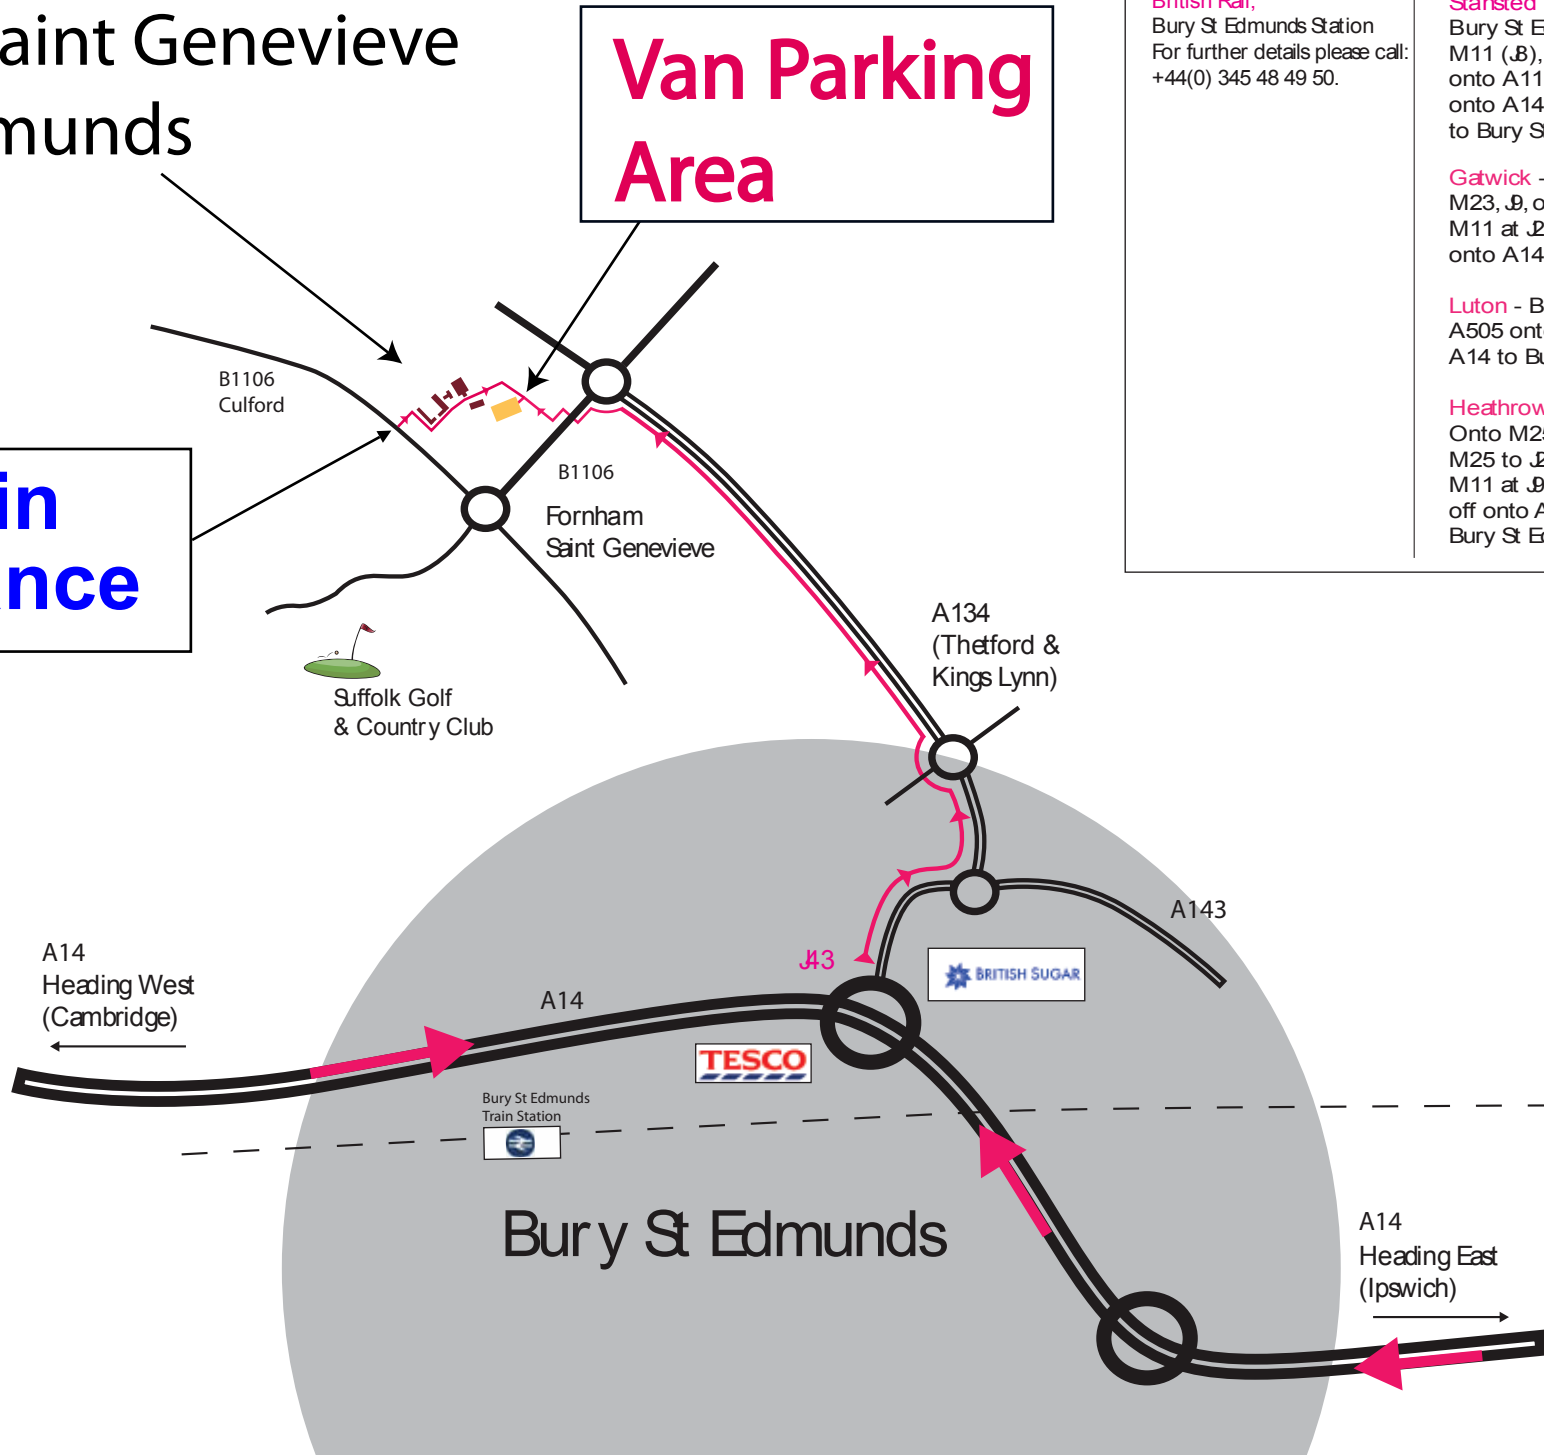 aint Genevieve
munds
Van Parking
Area
British Rail,
Bury St Edmunds Station
For further details please call:
+44(0) 345 48 49 50.
Stansted
Bury St E
M11 (J8),
onto A11
onto A14
to Bury S
Gatwick -
M23, J9, o
M11 at J2
onto A14
Luton - B
A505 ont
A14 to Bu
Heathrow
Onto M25
M25 to J2
M11 at J9
off onto A
Bury St Ed
B1106
Culford
in
ance
B1106
Fornham
Saint Genevieve
Suffolk Golf
& Country Club
A134
(Thetford &
Kings Lynn)
A143
J43
BRITISH SUGAR
A14
Heading West
(Cambridge)
A14
TESCO
Bury St Edmunds
Train Station
Bury St Edmunds
A14
Heading East
(Ipswich)